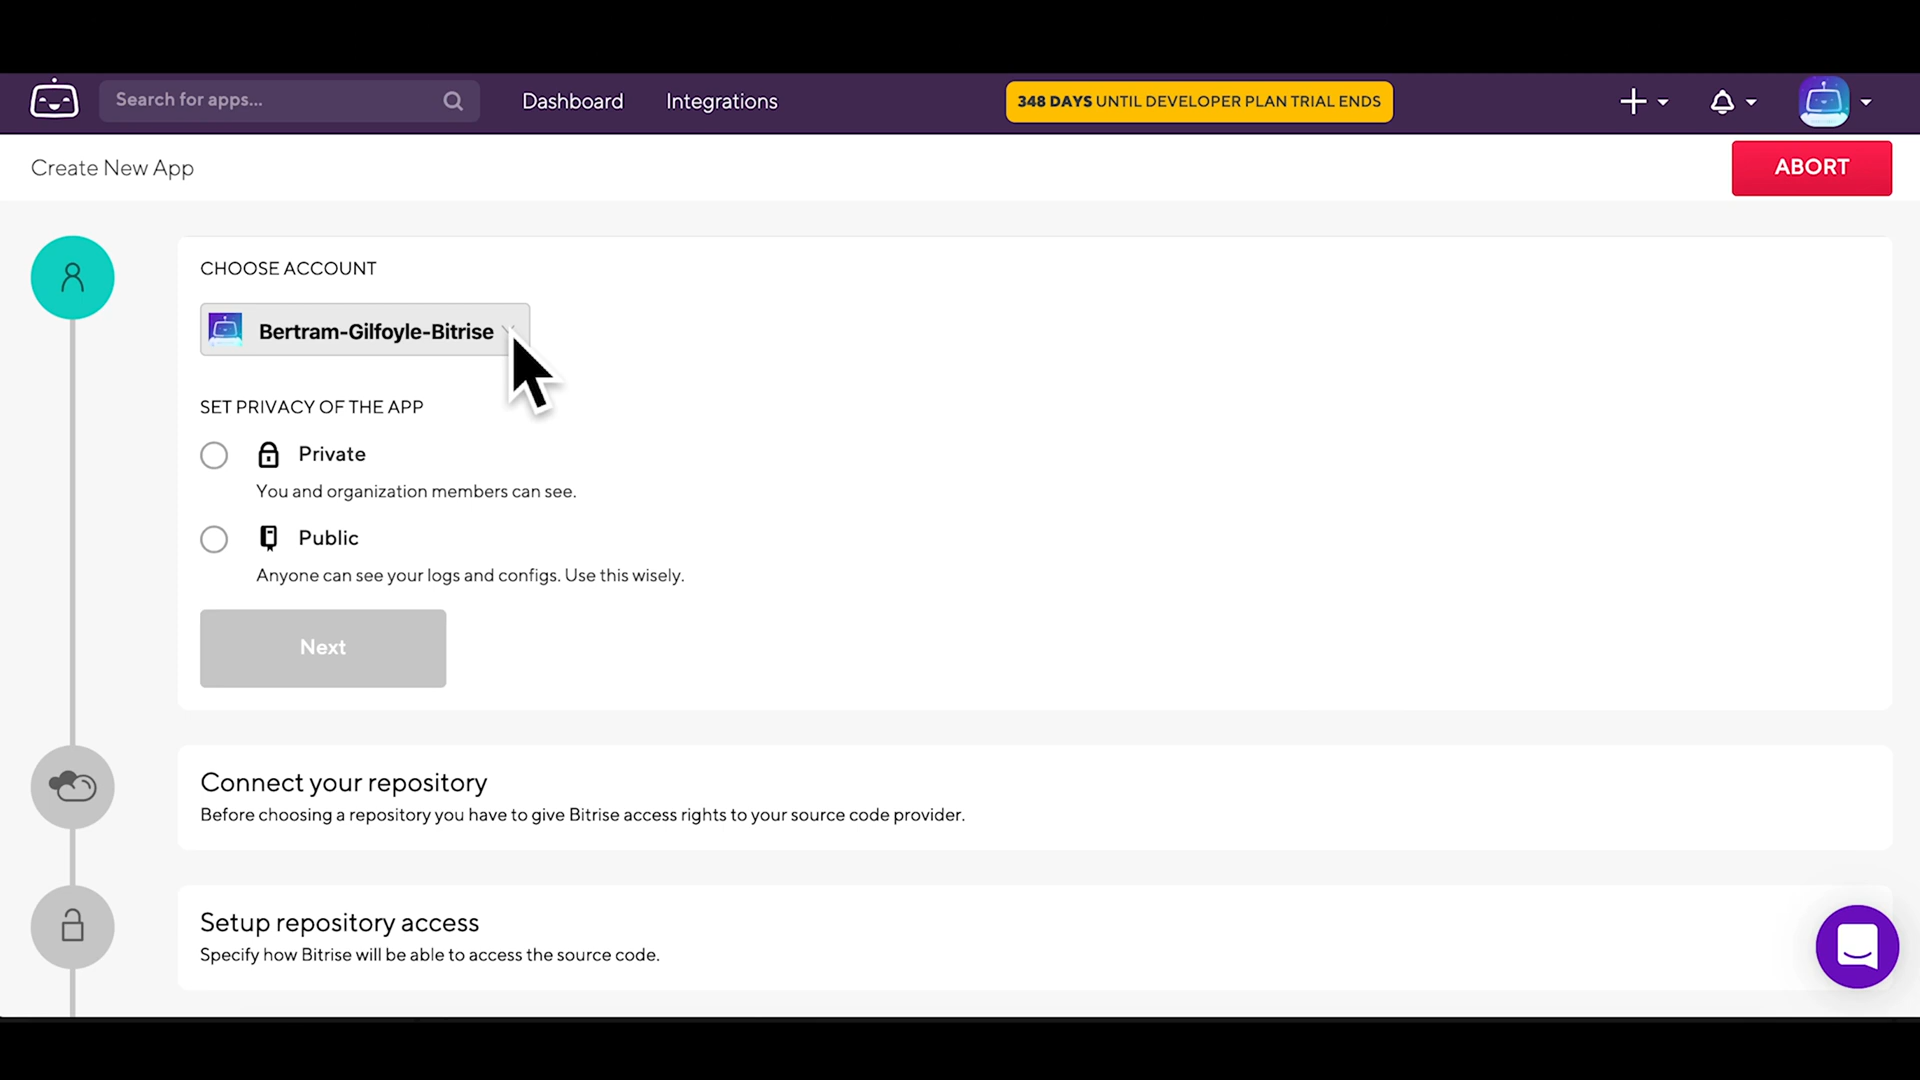 Search for apps...
Dashboard
Integrations
348 DAYS UNTIL DEVELOPER PLAN TRIAL ENDS
Create New App
ABORT
CHOOSE ACCOUNT
Bertram-Gilfoyle-Bitrise
SET PRIVACY OF THE APP
Private
You and organization members can see.
Public
Anyone can see your logs and configs. Use this wisely.
Next
Connect your repository
Before choosing a repository you have to give Bitrise access rights to your source code provider.
Setup repository access
Specify how Bitrise will be able to access the source code.